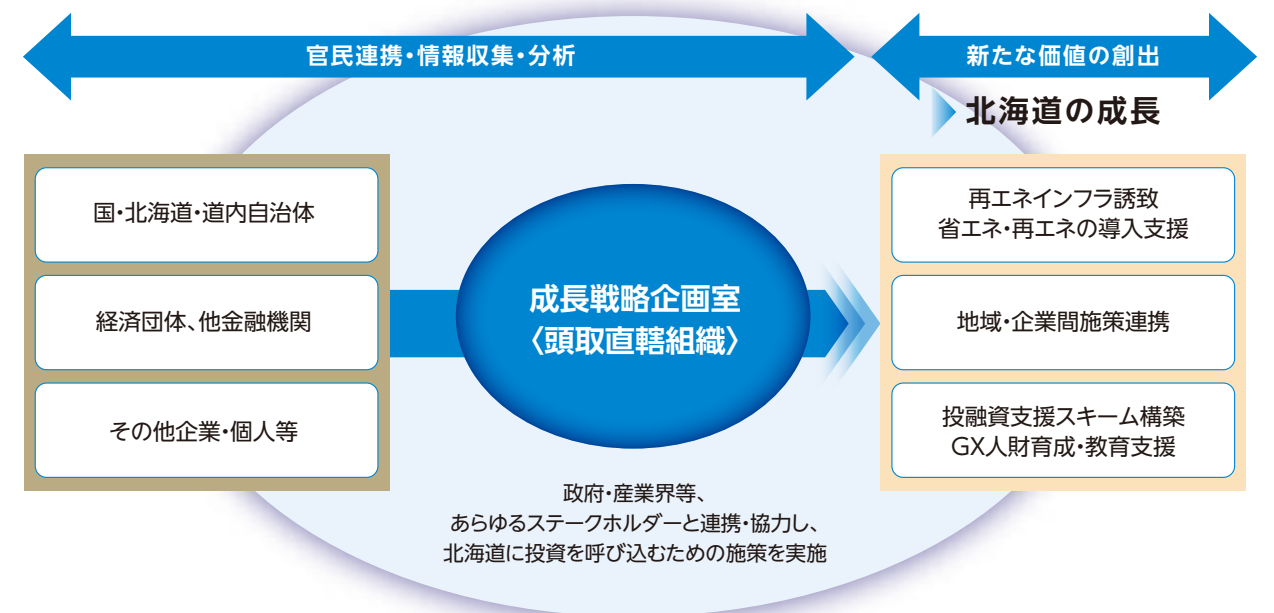 官民連携・情報収集・分析
新たな価値の創出
北海道の成長
国・北海道・道内自治体
経済団体、他金融機関
その他企業・個人等
成長戦略企画室
〈頭取直轄組織〉
政府・産業界等、
あらゆるステークホルダーと連携・協力し、
北海道に投資を呼び込むための施策を実施
再エネインフラ誘致
省エネ・再エネの導入支援
地域・企業間施策連携
投融資支援スキーム構築
GX人財育成・教育支援